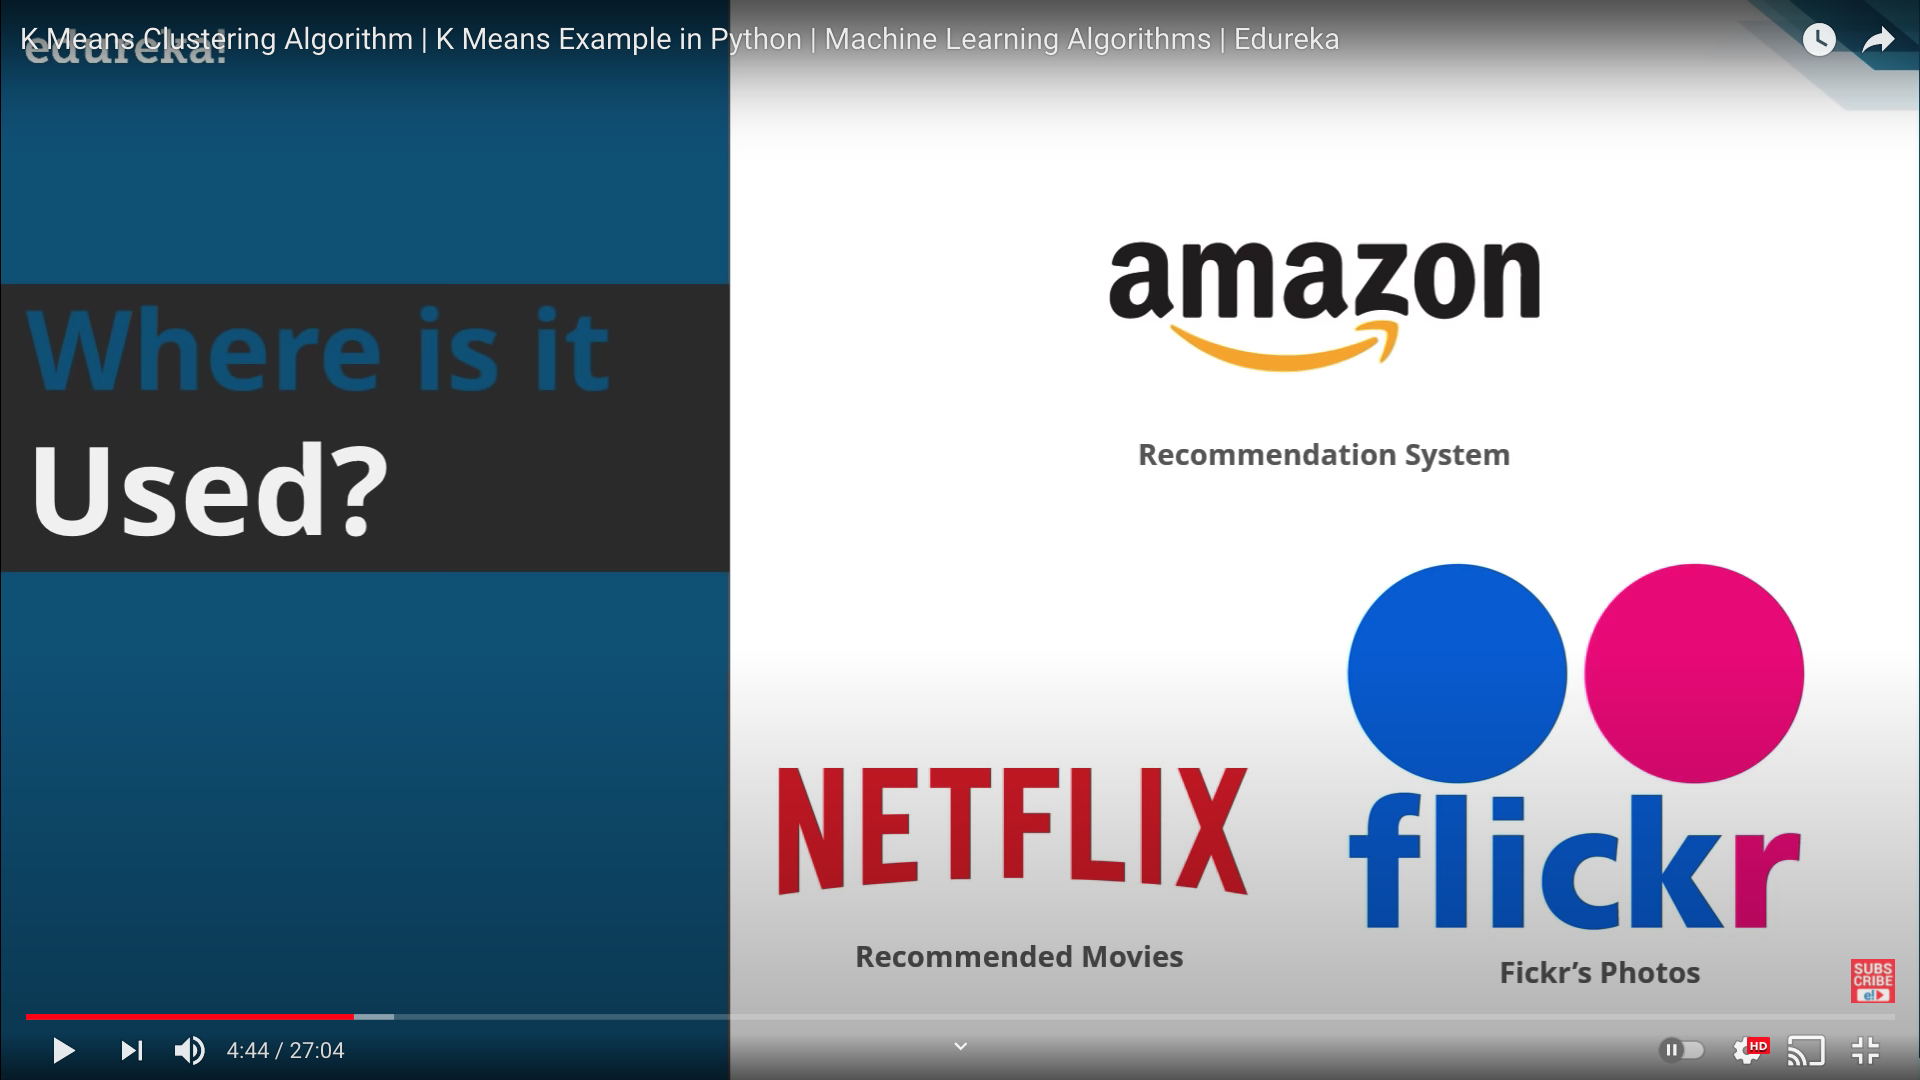 K Means Clustering Algorithm | K Means Example in Python | Machine Learning Algorithms | Edureka
edureka!
Where is it
Used?
amazon
Recommendation System
NETFLIX
Recommended Movies
flickr
Fickr’s Photos
SUBS
CRIBE
e!
4:44 / 27:04
HD